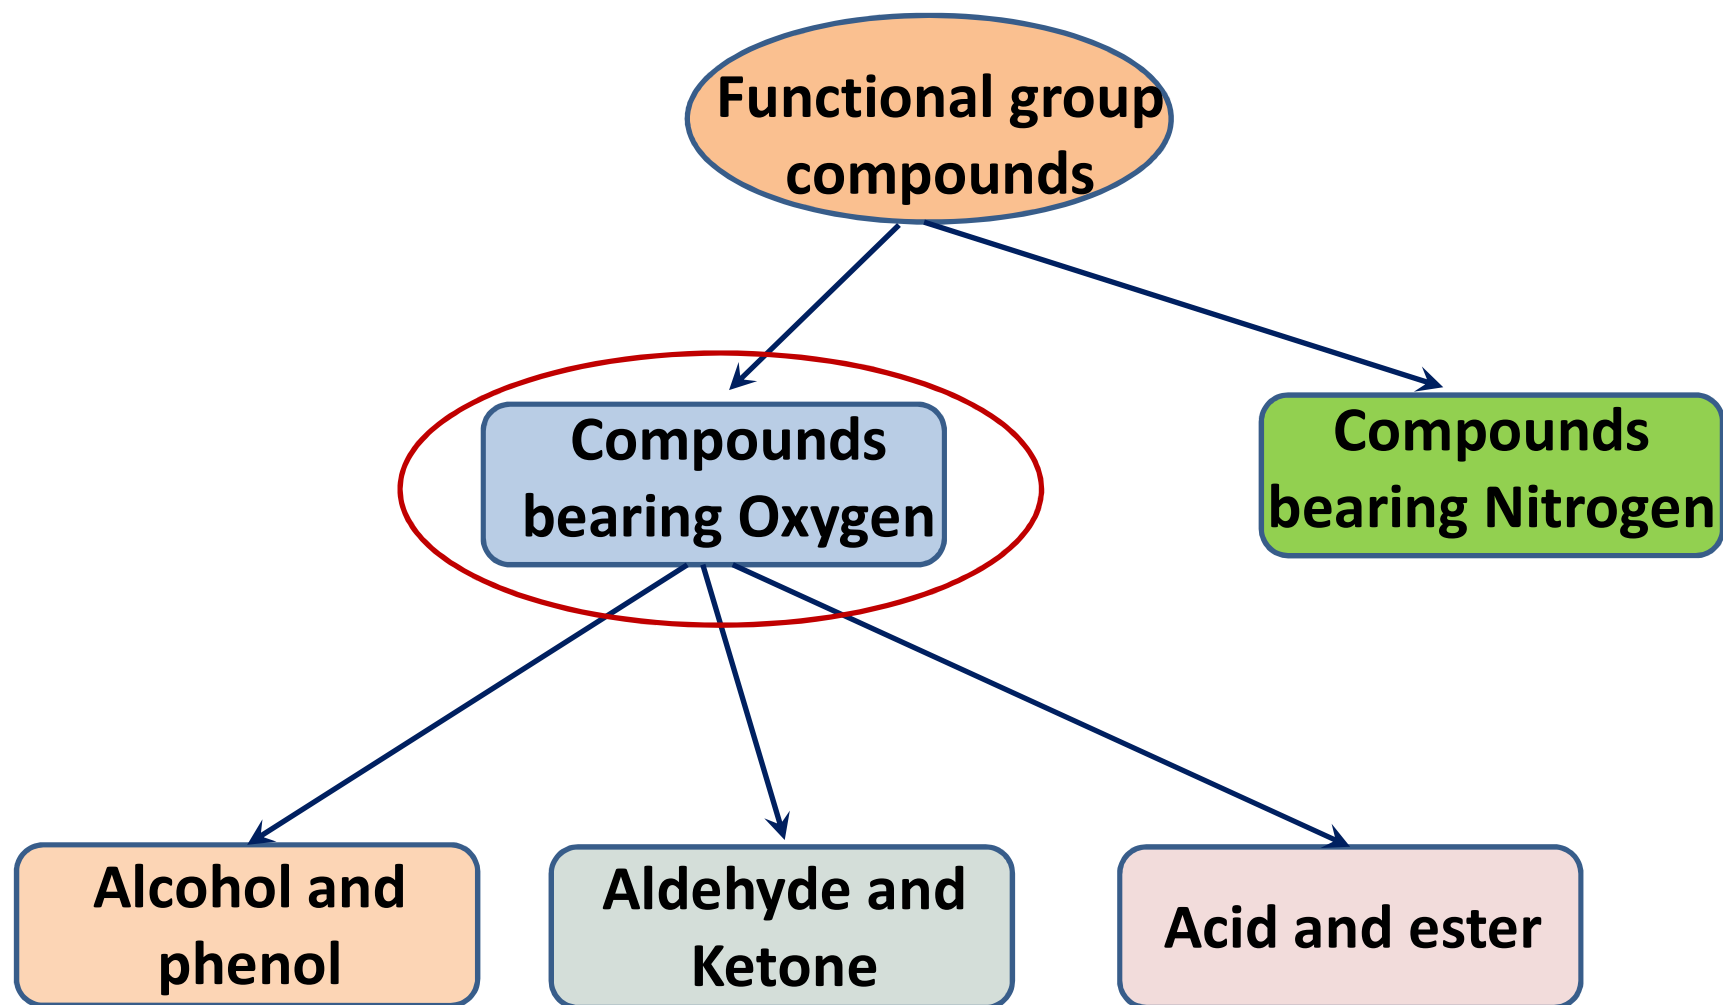 Functional group
compounds
Compounds
bearing Oxygen
Compounds
bearing Nitrogen
Alcohol and
phenol
Aldehyde and
Ketone
Acid and ester